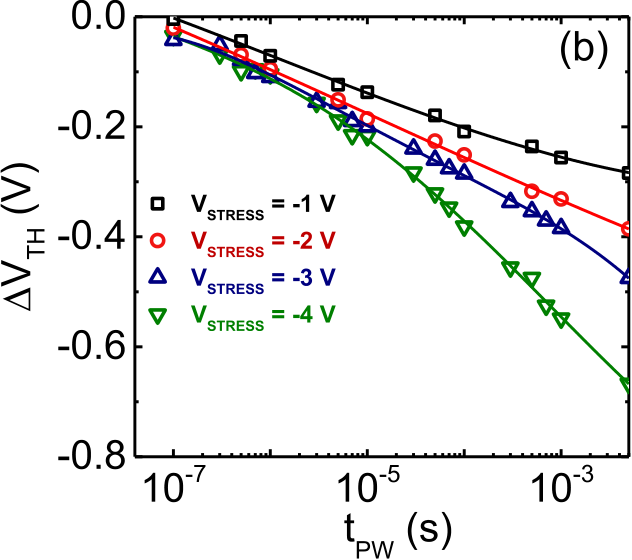 0.0
(b)
-0.2
V_STRESS = -1 V
-0.4
V_STRESS = -2 V
V_STRESS = -3 V
V_STRESS = -4 V
-0.6
-0.8
ΔV_TH (V)
10^-7 10^-5 10^-3
t_PW (s)